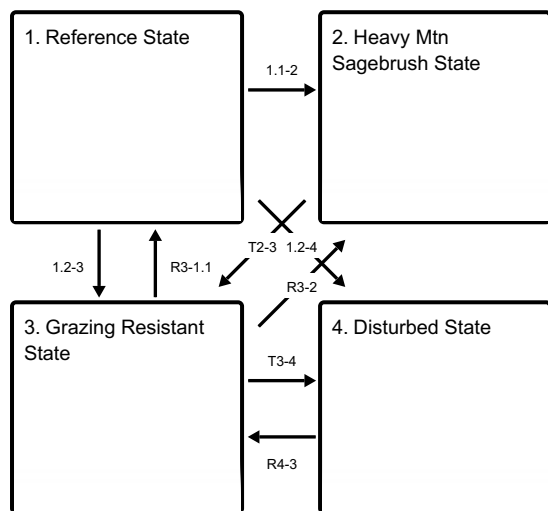 1. Reference State
2. Heavy Mtn
Sagebrush State
1.1-2
T2-3
1.2-4
1.2-3
R3-1.1
R3-2
3. Grazing Resistant
State
4. Disturbed State
T3-4
R4-3